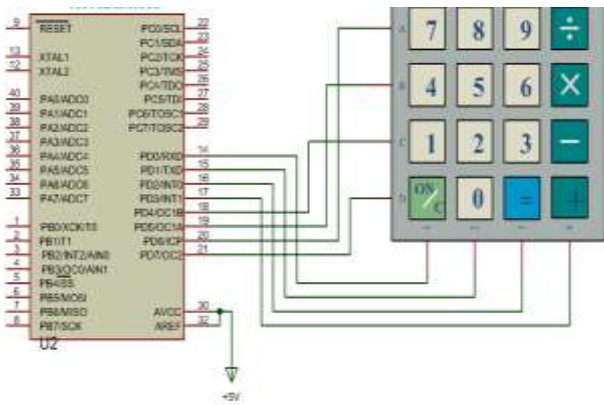 9 RESET
13 XTAL1
12 XTAL2
40 PA0/ADC0
39 PA1/ADC1
38 PA2/ADC2
37 PA3/ADC3
36 PA4/ADC4
35 PA5/ADC5
34 PA6/ADC6
33 PA7/ADC7
1 PB0/XCK/T0
2 PB1/T1
3 PB2/INT2/AIN0
4 PB3/OC0/AIN1
5 PB4/SS
6 PB5/MOSI
7 PB6/MISO
8 PB7/SCK
U2
PC0/SCL 22
PC1/SDA 23
PC2/TCK 24
PC3/TMS 25
PC4/TDO 26
PC5/TDI 27
PC6/TOSC1 28
PC7/TOSC2 29
PD0/RXD 14
PD1/TXD 15
PD2/INT0 16
PD3/INT1 17
PD4/OC1B 18
PD5/OC1A 19
PD6/ICP 20
PD7/OC2 21
AVCC 30
AREF 32
+5V
A 7 8 9 ÷
B 4 5 6 ×
C 1 2 3 −
D ON/C 0 = +